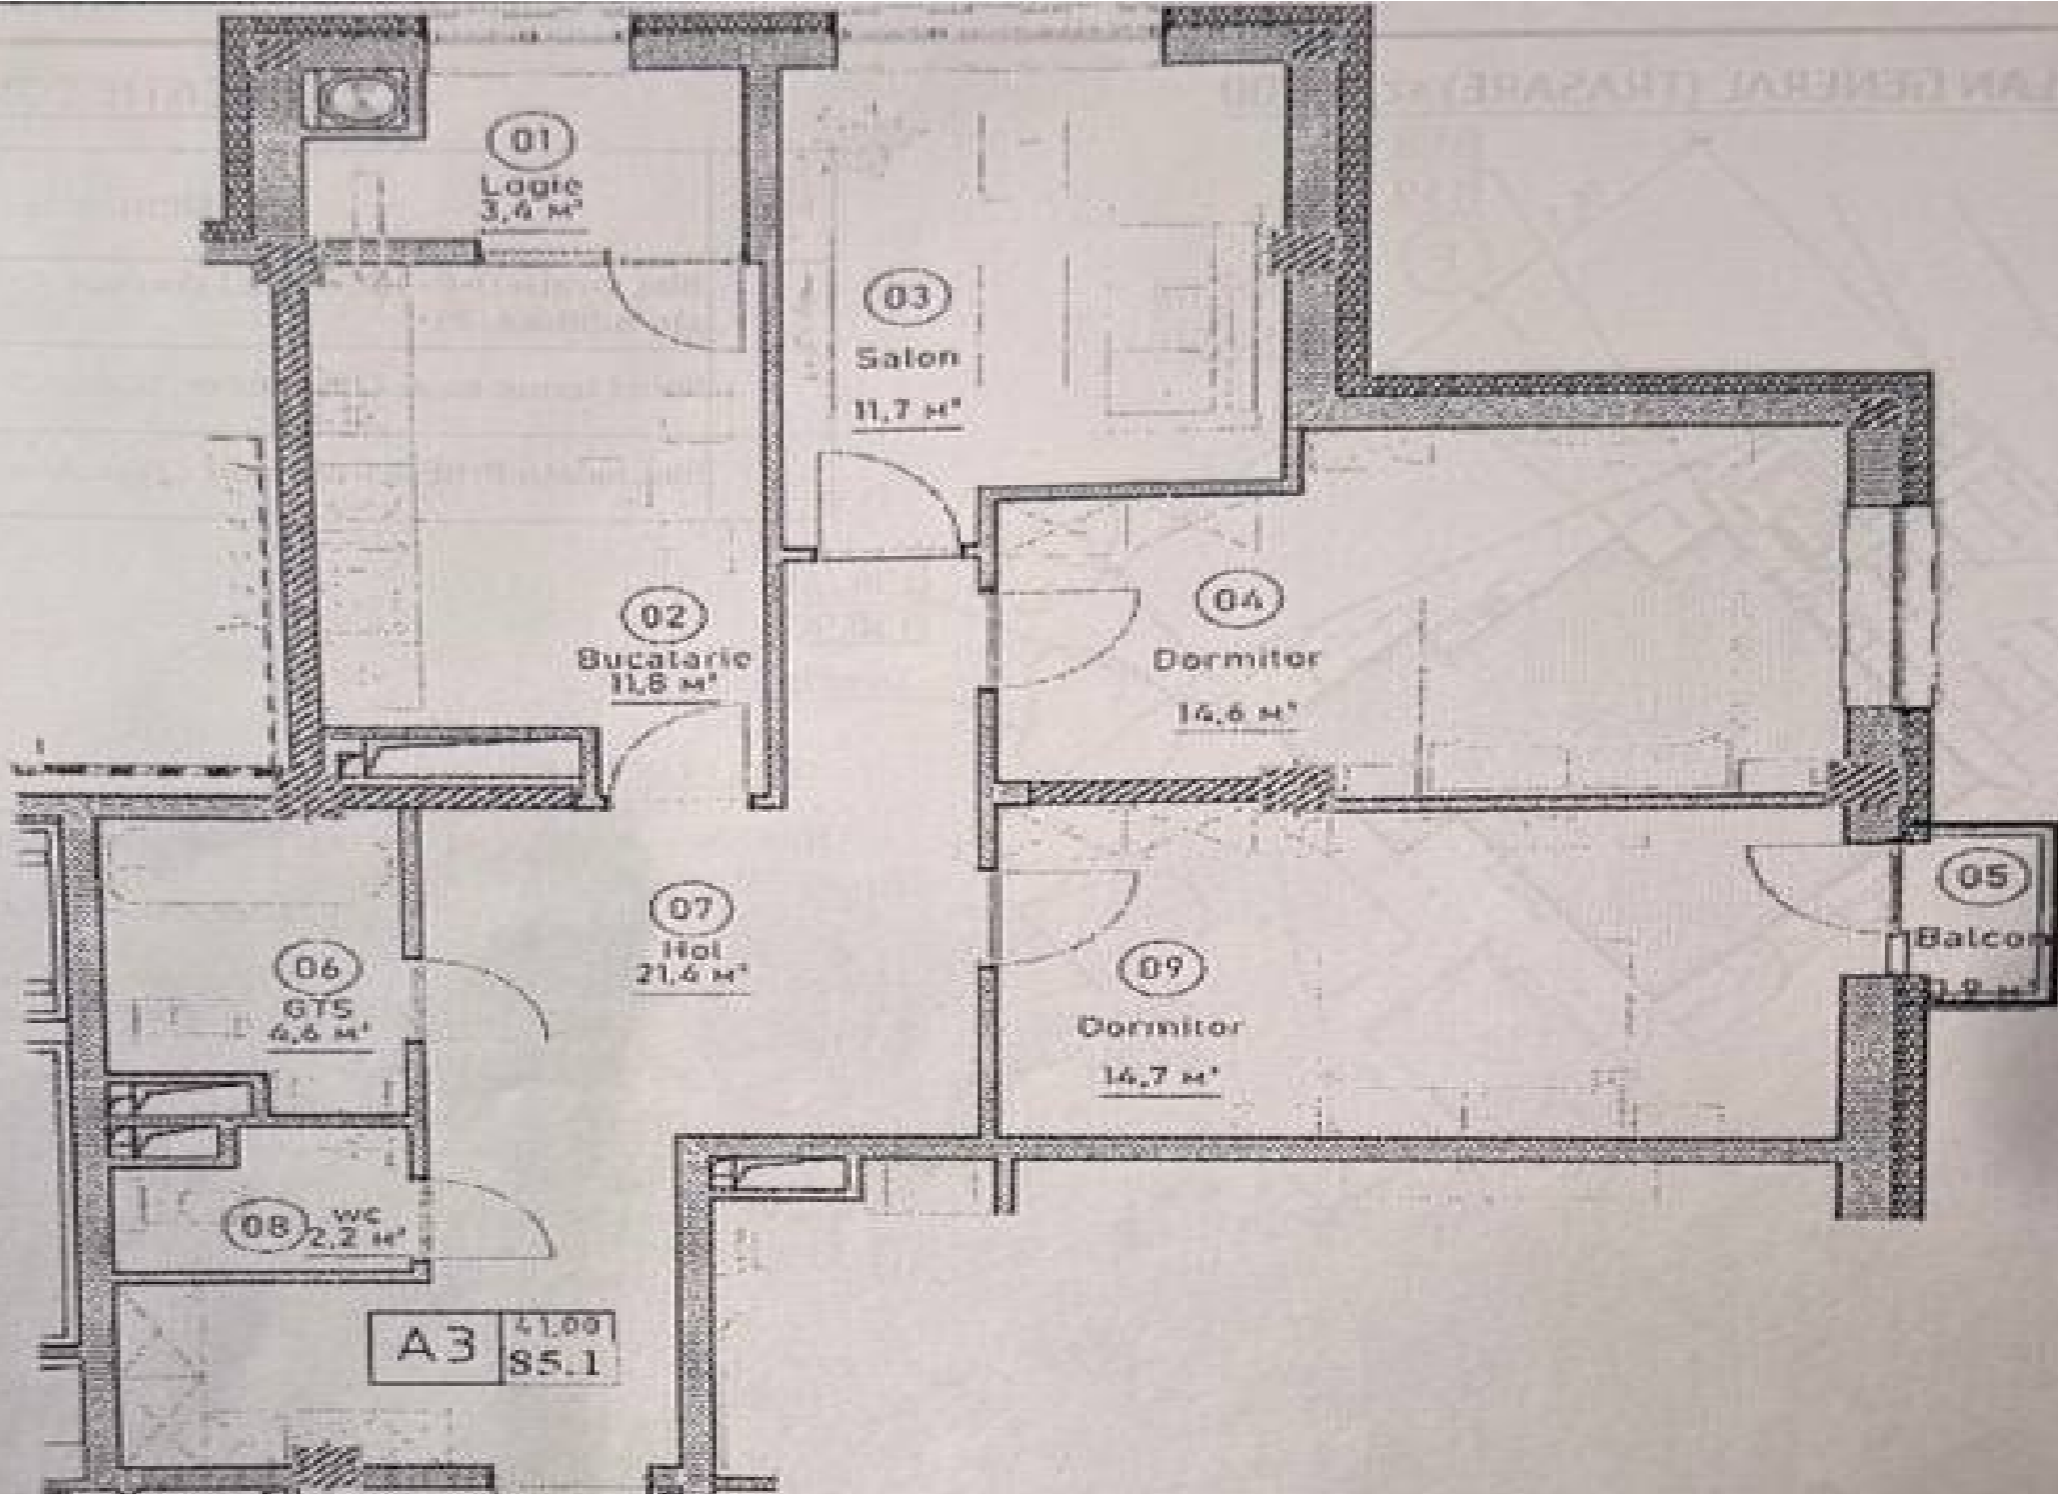 01
Logie
3,4 м²
03
Salon
11,7 м²
02
Bucatarie
11,8 м²
04
Dormitor
14,6 м²
05
Balcon
07
Hol
21,4 м²
06
GTS
4,6 м²
09
Dormitor
14,7 м²
08 WC
2,2 м²
A3
41,00
85.1